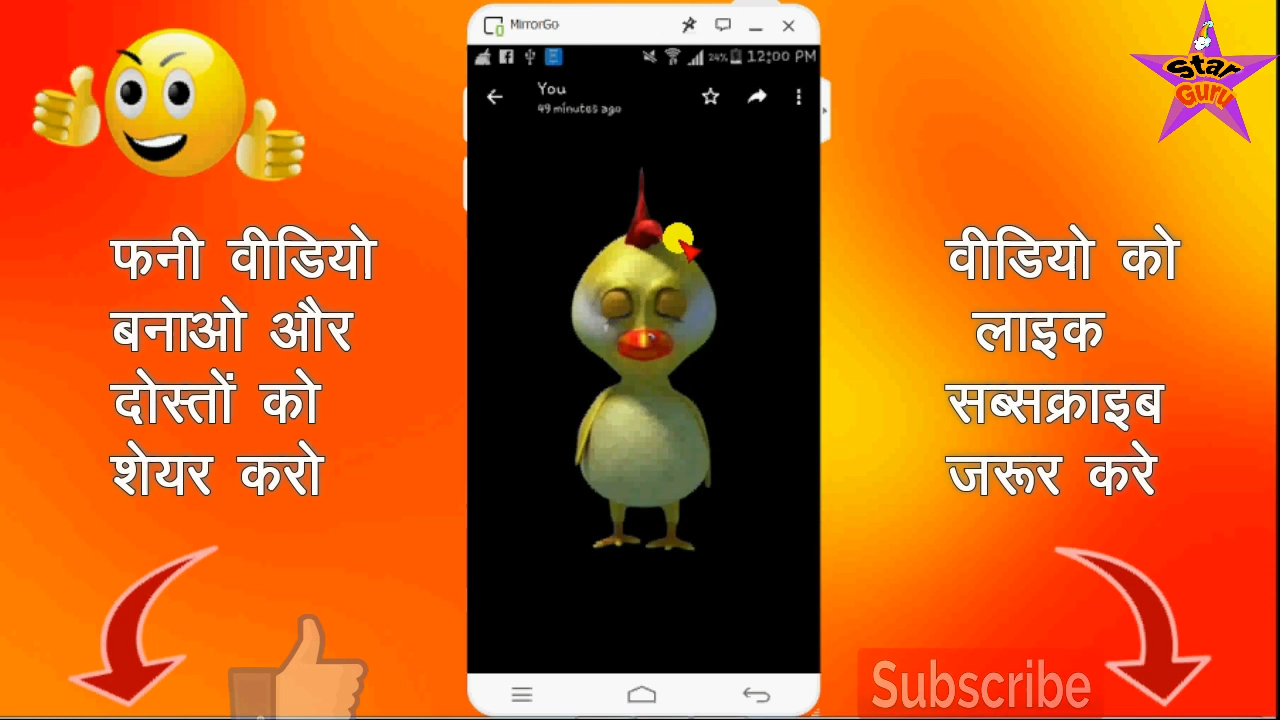 MirrorGo
24% 12:00 PM
You
49 minutes ago
Star
Guru
फनी वीडियो
बनाओ और
दोस्तों को
शेयर करो
वीडियो को
लाइक
सब्सक्राइब
जरूर करे
Subscribe